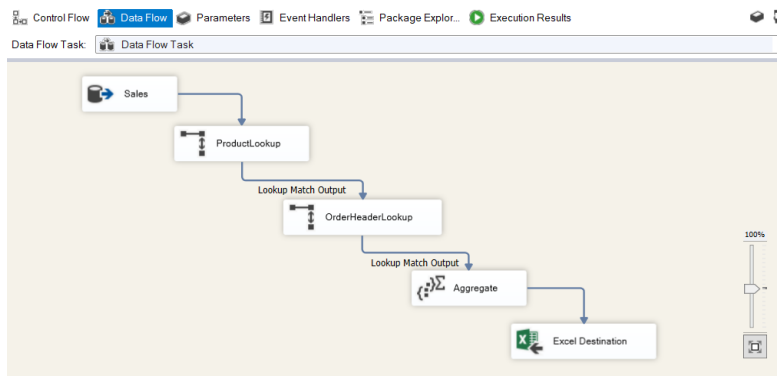 Control Flow Data Flow Parameters Event Handlers Package Explor... Execution Results
Data Flow Task: Data Flow Task
Sales
ProductLookup
Lookup Match Output
OrderHeaderLookup
100%
Lookup Match Output
Aggregate
Excel Destination